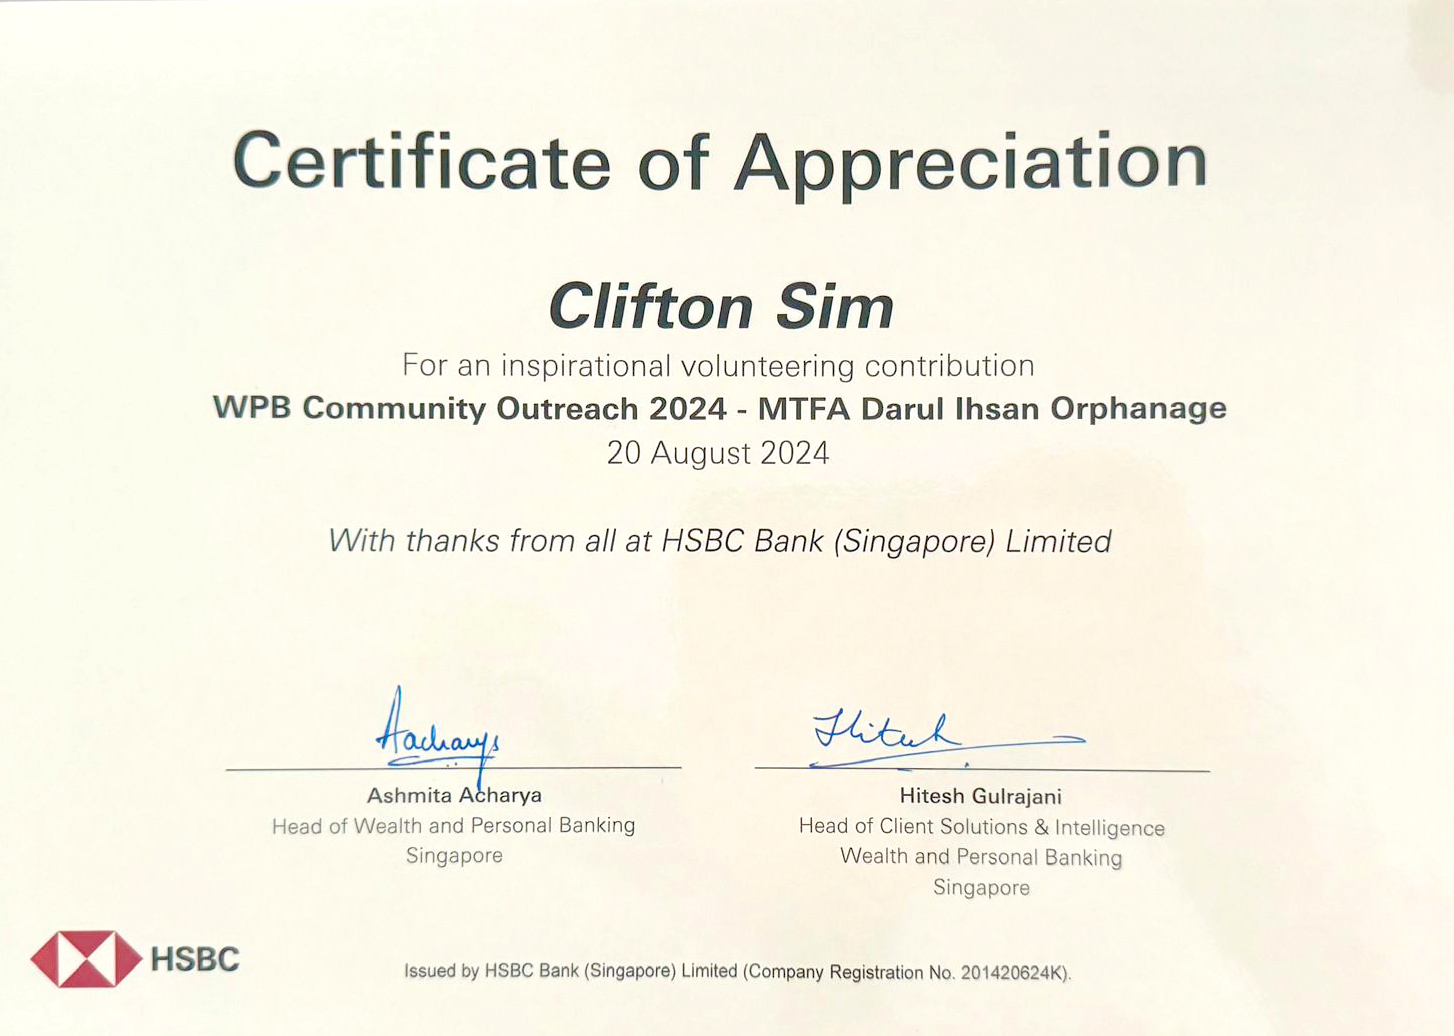 Certificate of Appreciation
Clifton Sim
For an inspirational volunteering contribution
WPB Community Outreach 2024 - MTFA Darul Ihsan Orphanage
20 August 2024
With thanks from all at HSBC Bank (Singapore) Limited
Aacharya Hitesh
Ashmita Acharya Hitesh Gulrajani
Head of Wealth and Personal Banking Head of Client Solutions & Intelligence
Singapore Wealth and Personal Banking
Singapore
HSBC
Issued by HSBC Bank (Singapore) Limited (Company Registration No. 201420624K).